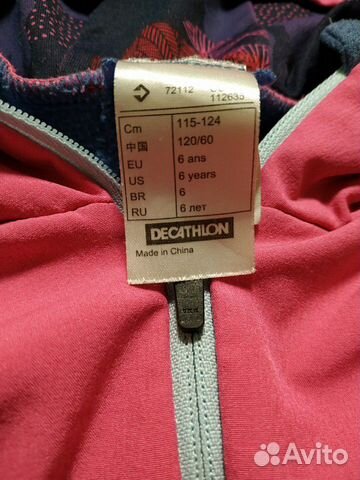 72112
112635
Cm 115-124
中国 120/60
EU 6 ans
US 6 years
BR 6
RU 6 лет
DECATHLON
Made in China
Avito